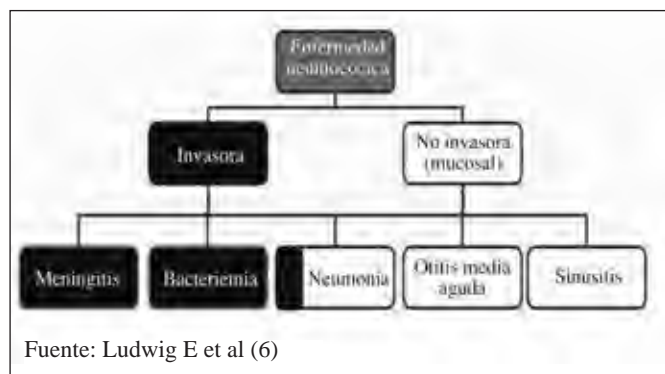 Enfermedad
neumocócica
Invasora
No invasora
(mucosal)
Meningitis
Bacteriemia
Neumonía
Otitis media
aguda
Sinusitis
Fuente: Ludwig E et al (6)